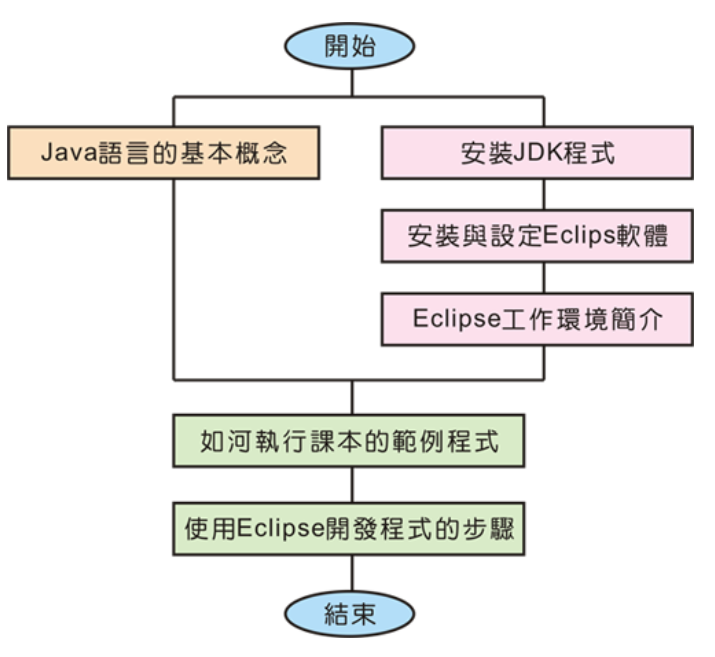 開始
Java語言的基本概念
安裝JDK程式
安裝與設定Eclips軟體
Eclipse工作環境簡介
如河執行課本的範例程式
使用Eclipse開發程式的步驟
結束